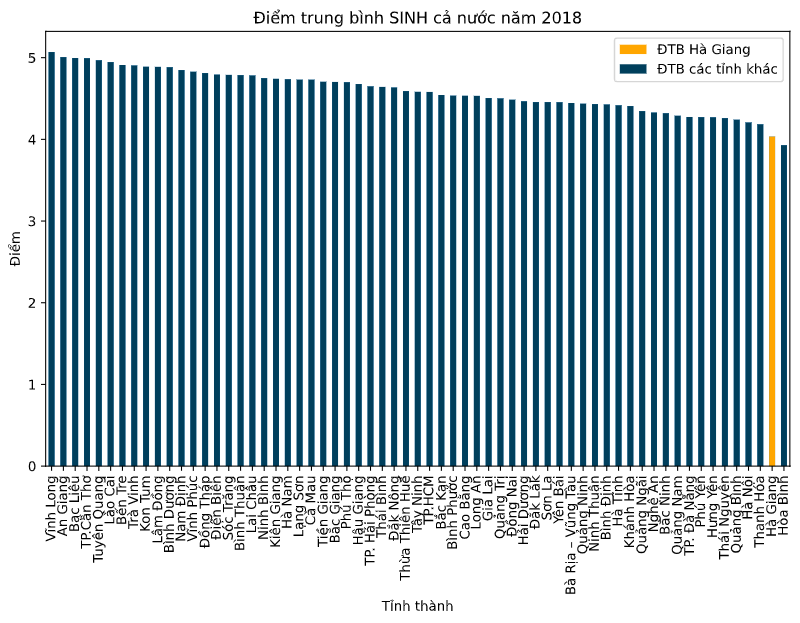 Điểm trung bình SINH cả nước năm 2018
ĐTB Hà Giang
ĐTB các tỉnh khác
Điểm
5
4
3
2
1
0
Vĩnh Long
An Giang
Bạc Liêu
TP.Cần Thơ
Tuyên Quang
Lào Cai
Bến Tre
Trà Vinh
Kon Tum
Lâm Đồng
Bình Dương
Nam Định
Vĩnh Phúc
Đồng Tháp
Điện Biên
Sóc Trăng
Bình Thuận
Lai Châu
Ninh Bình
Kiên Giang
Hà Nam
Lạng Sơn
Cà Mau
Tiền Giang
Bắc Giang
Phú Thọ
Hậu Giang
TP. Hải Phòng
Thái Bình
Đắk Nông
Thừa Thiên Huế
Tây Ninh
TP.HCM
Bắc Kạn
Bình Phước
Cao Bằng
Long An
Gia Lai
Quảng Trị
Đồng Nai
Hải Dương
Đắk Lắk
Sơn La
Yên Bái
Bà Rịa – Vũng Tàu
Quảng Ninh
Ninh Thuận
Bình Định
Hà Tĩnh
Khánh Hòa
Quảng Ngãi
Nghệ An
Bắc Ninh
Quảng Nam
TP. Đà Nẵng
Phú Yên
Hưng Yên
Thái Nguyên
Quảng Bình
Hà Nội
Thanh Hóa
Hà Giang
Hòa Bình
Tỉnh thành